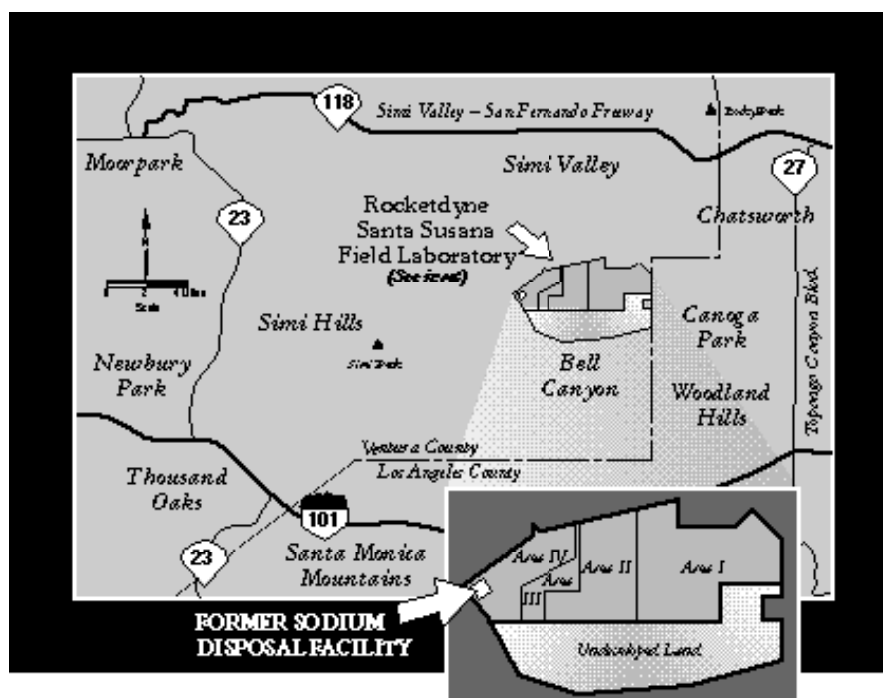 118
Simi Valley – San Fernando Freeway
Moorpark
Simi Valley
27
23
Chatsworth
Rocketdyne
Santa Susana
Field Laboratory
(See inset)
N
Scale
Simi Hills
Canoga
Park
Topongo Canyon Blvd
Newbury
Park
Bell
Canyon
Woodland
Hills
Ventura County
Los Angeles County
Thousand
Oaks
101
23
Santa Monica
Mountains
Area IV
Area
III
Area II
Area I
FORMER SODIUM
DISPOSAL FACILITY
Undeveloped Land